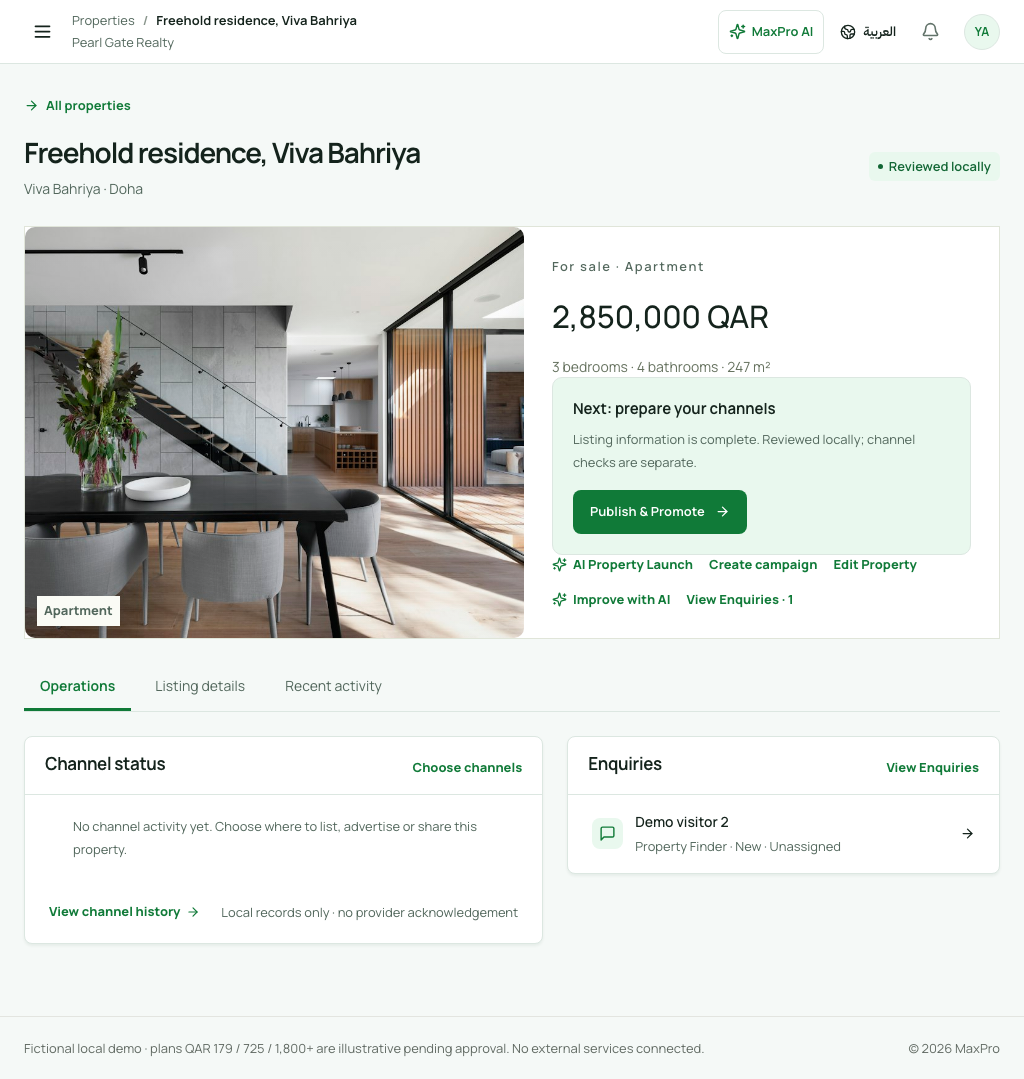 Properties / Freehold residence, Viva Bahriya
Pearl Gate Realty
MaxPro AI
العربية
YA
All properties
Freehold residence, Viva Bahriya
Viva Bahriya · Doha
Reviewed locally
Apartment
For sale · Apartment
2,850,000 QAR
3 bedrooms · 4 bathrooms · 247 m²
Next: prepare your channels
Listing information is complete. Reviewed locally; channel
checks are separate.
Publish & Promote
AI Property Launch Create campaign Edit Property
Improve with AI View Enquiries · 1
Operations Listing details Recent activity
Channel status
Choose channels
No channel activity yet. Choose where to list, advertise or share this
property.
View channel history
Local records only · no provider acknowledgement
Enquiries
View Enquiries
Demo visitor 2
Property Finder · New · Unassigned
Fictional local demo · plans QAR 179 / 725 / 1,800+ are illustrative pending approval. No external services connected.
© 2026 MaxPro